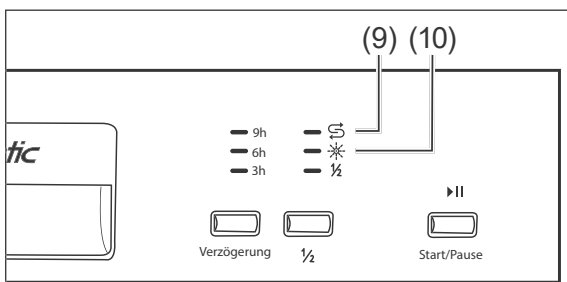 (9) (10)
tic
9h
6h
3h ½
Verzögerung ½ Start/Pause